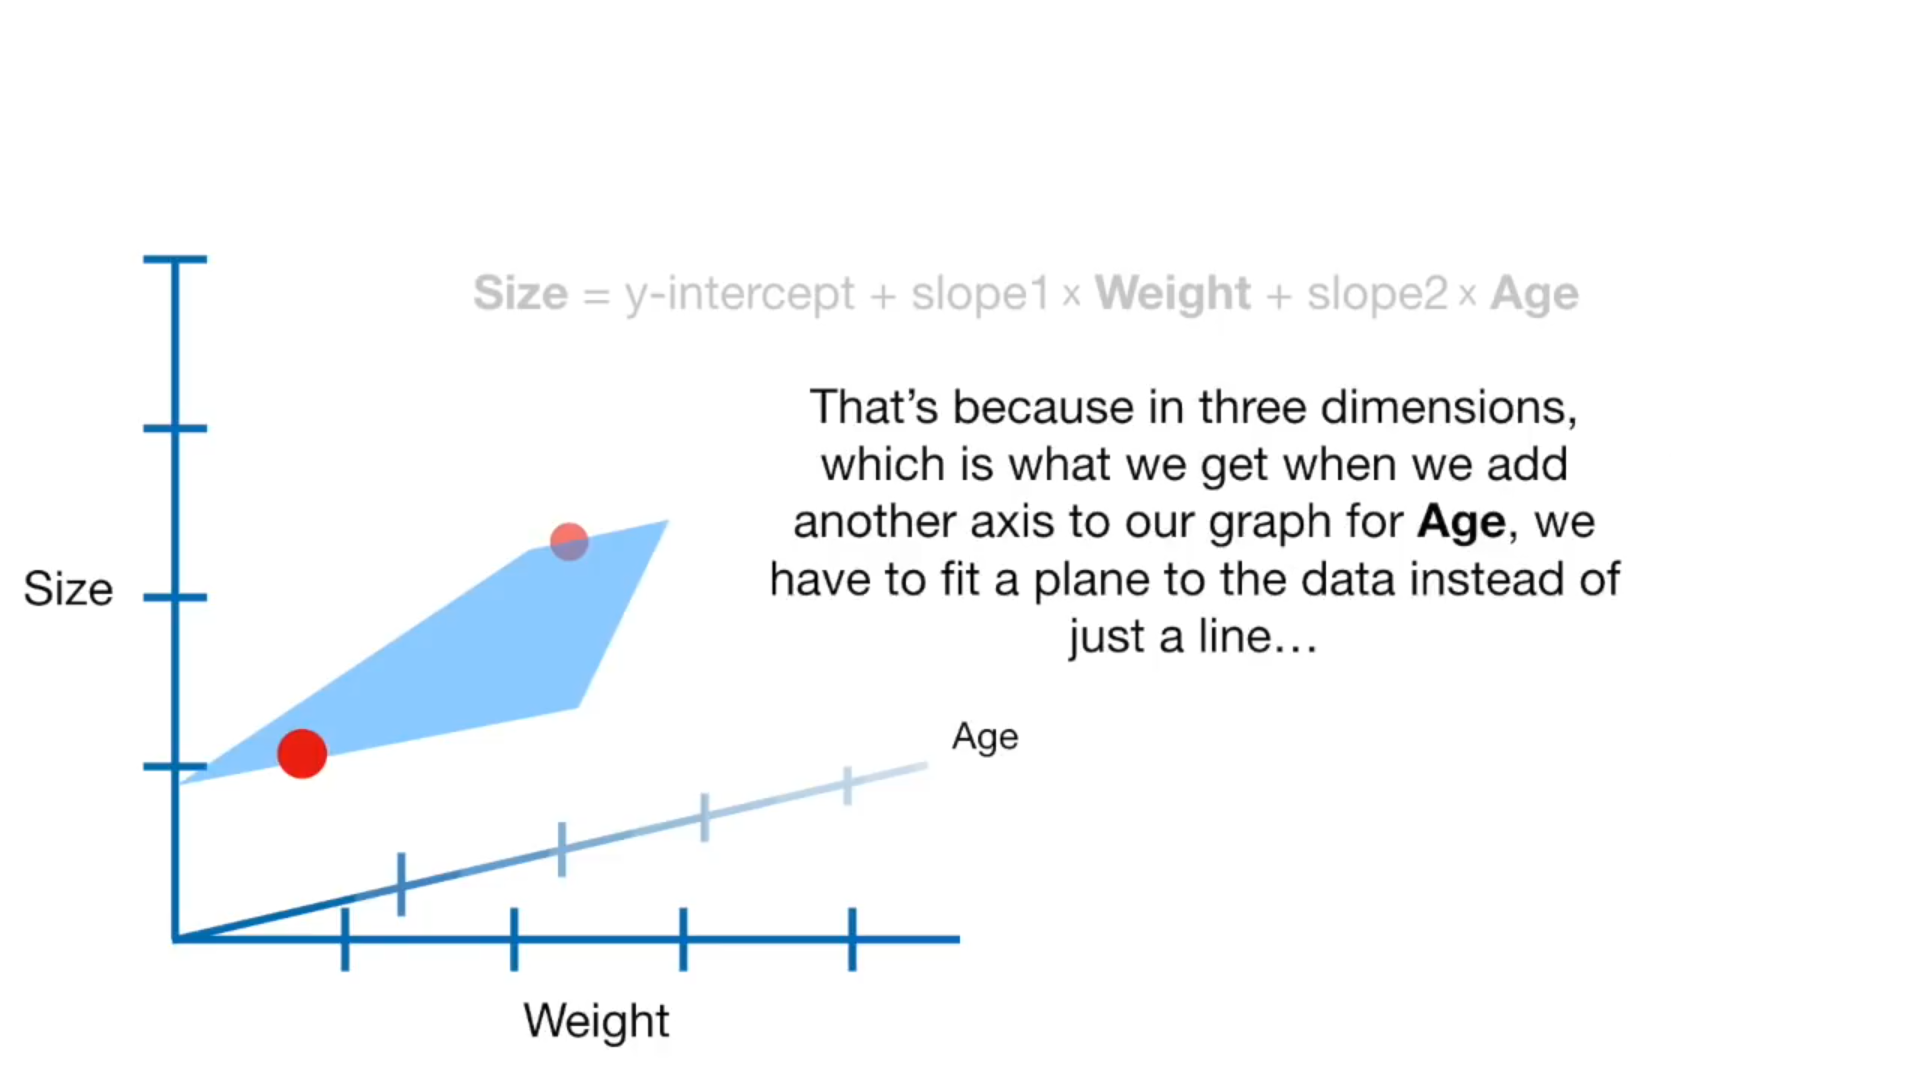 Size = y-intercept + slope1 x Weight + slope2 x Age
That’s because in three dimensions,
which is what we get when we add
another axis to our graph for Age, we
have to fit a plane to the data instead of
just a line…
Size
Age
Weight